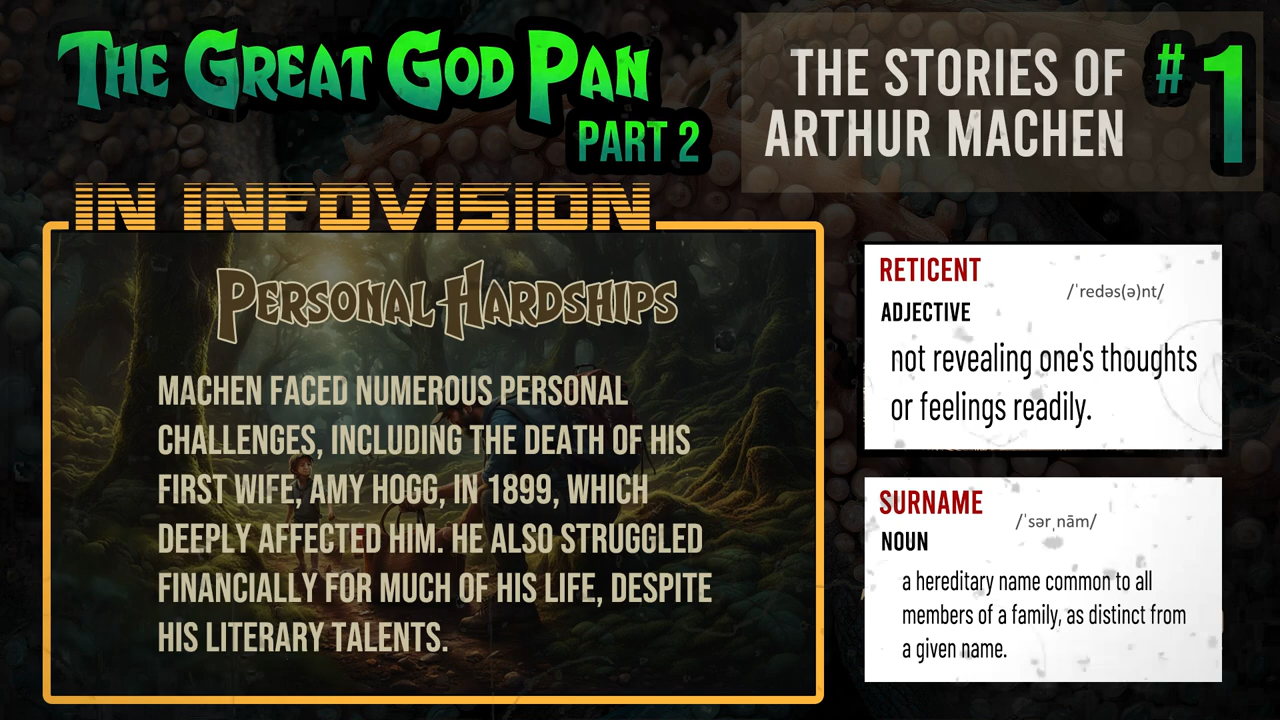 THE GREAT GOD PAN
PART 2
THE STORIES OF
ARTHUR MACHEN
#1
IN INFOVISION
PERSONAL HARDSHIPS
MACHEN FACED NUMEROUS PERSONAL
CHALLENGES, INCLUDING THE DEATH OF HIS
FIRST WIFE, AMY HOGG, IN 1899, WHICH
DEEPLY AFFECTED HIM. HE ALSO STRUGGLED
FINANCIALLY FOR MUCH OF HIS LIFE, DESPITE
HIS LITERARY TALENTS.
RETICENT
/ˈredəs(ə)nt/
ADJECTIVE
not revealing one's thoughts
or feelings readily.
SURNAME
/ˈsərˌnām/
NOUN
a hereditary name common to all
members of a family, as distinct from
a given name.